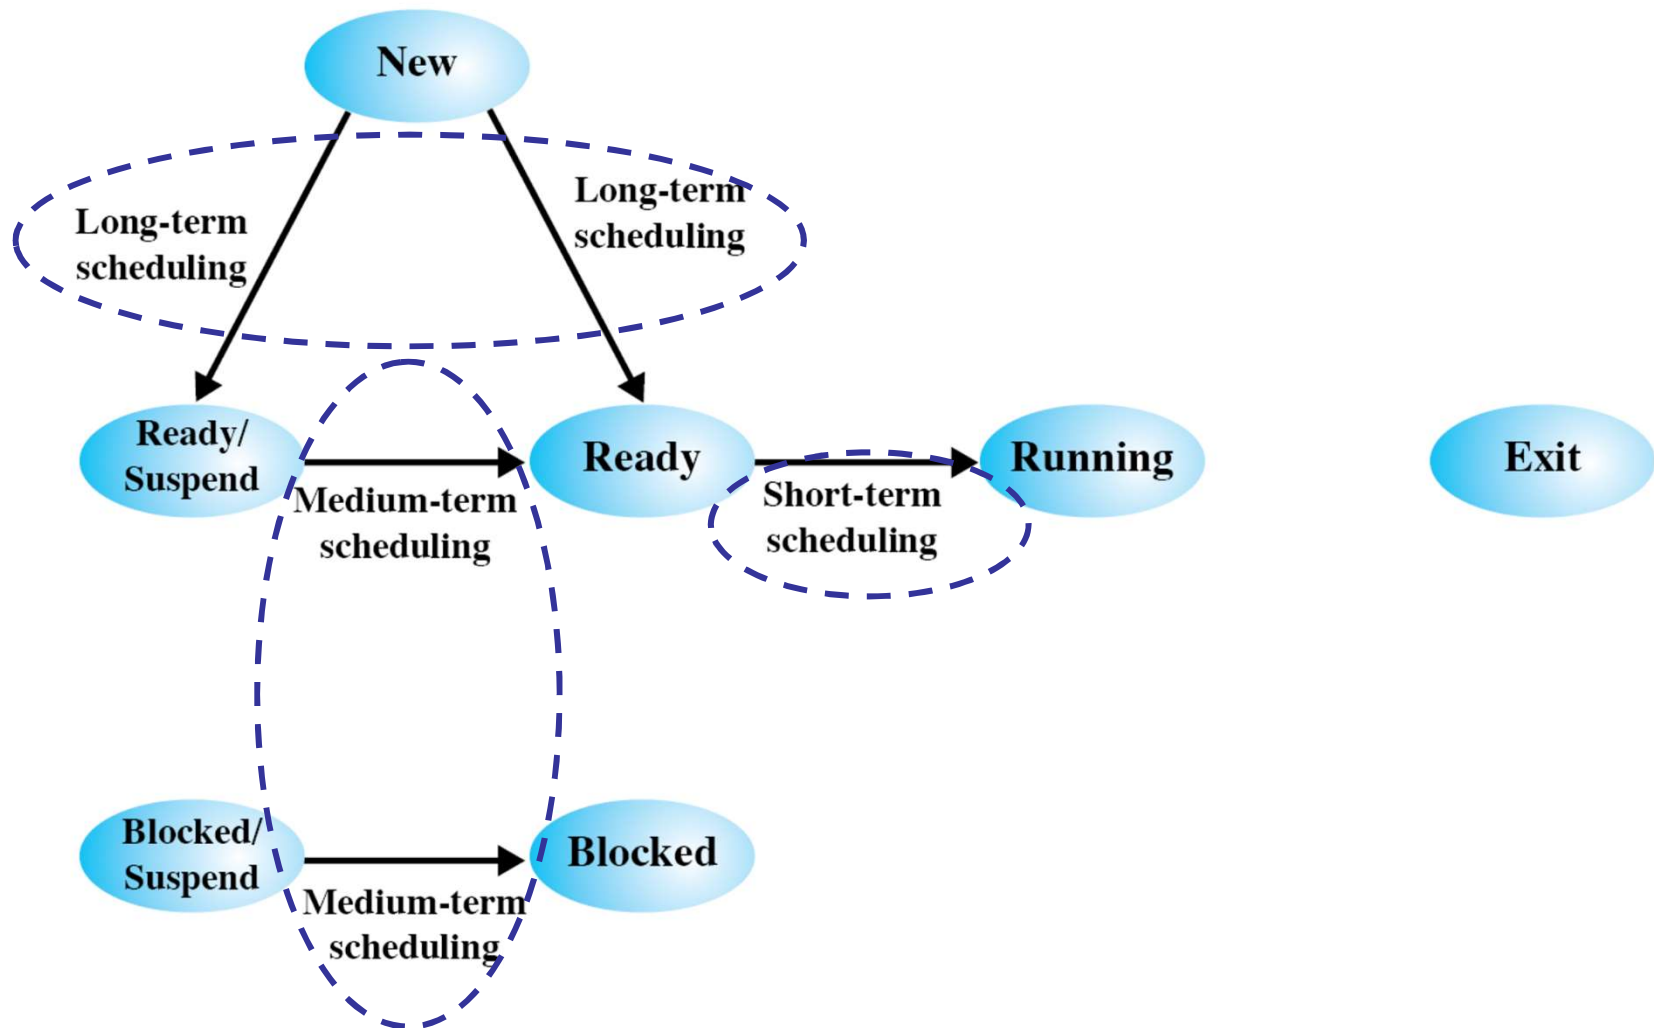 New
Long-term
scheduling
Long-term
scheduling
Ready/
Suspend
Medium-term
scheduling
Ready
Short-term
scheduling
Running
Exit
Blocked/
Suspend
Medium-term
scheduling
Blocked